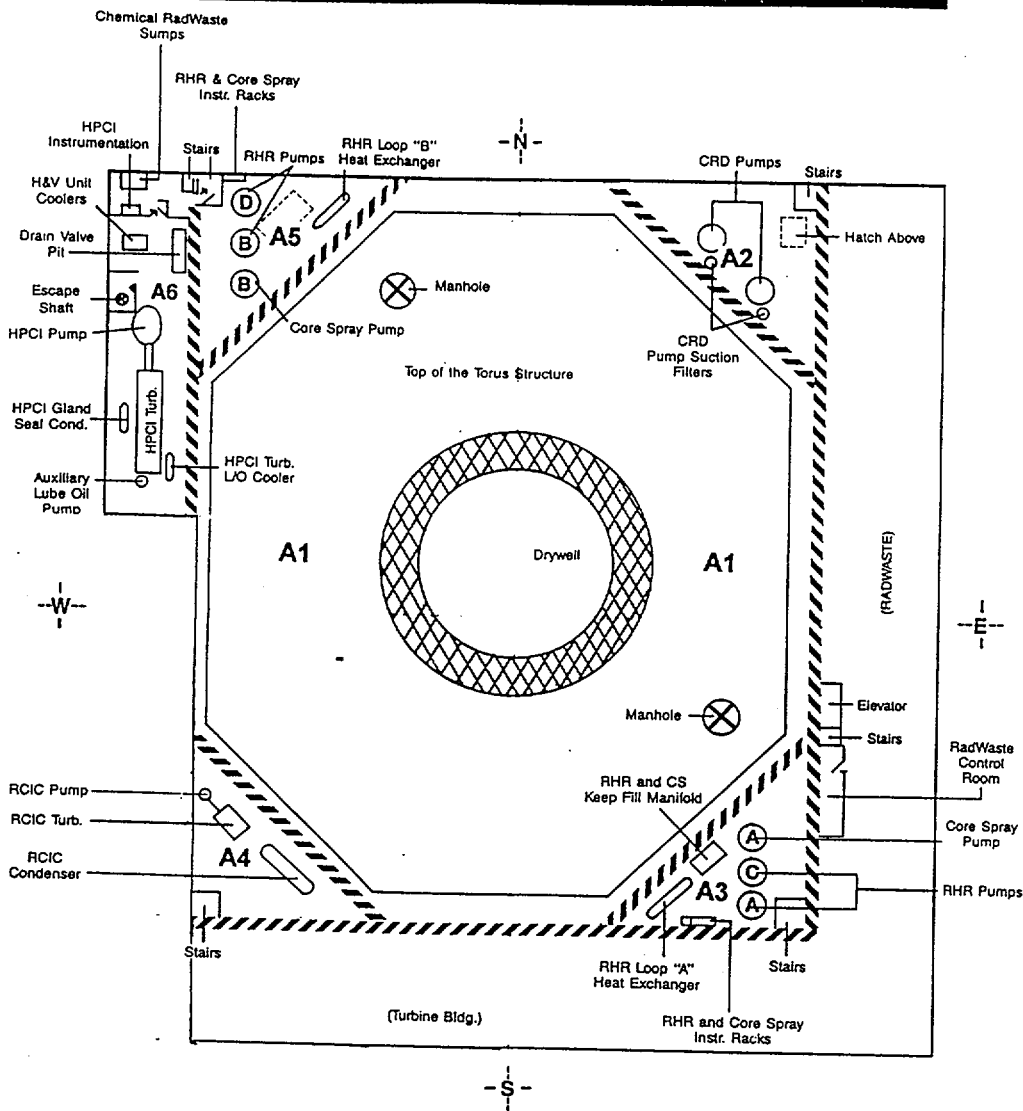 Chemical RadWaste
Sumps
RHR & Core Spray
Instr. Racks
HPCI
Instrumentation
Stairs
RHR Pumps
RHR Loop "B"
Heat Exchanger
-N-
CRD Pumps
Stairs
H&V Unit
Coolers
D
A5
Hatch Above
Drain Valve
Pit
B
A2
A6
B
Manhole
Escape
Shaft
HPCI Pump
Core Spray Pump
CRD
Pump Suction
Filters
Top of the Torus Structure
HPCI Turb.
HPCI Gland
Seal Cond.
HPCI Turb.
L/O Cooler
Auxiliary
Lube Oil
Pump
A1
Drywell
A1
(RADWASTE)
--W--
--E--
Manhole
Elevator
Stairs
RadWaste
Control
Room
RHR and CS
Keep Fill Manifold
RCIC Pump
RCIC Turb.
A4
RCIC
Condenser
A
Core Spray
Pump
C
A3
RHR Pumps
A
Stairs
RHR Loop "A"
Heat Exchanger
Stairs
(Turbine Bldg.)
RHR and Core Spray
Instr. Racks
-S-